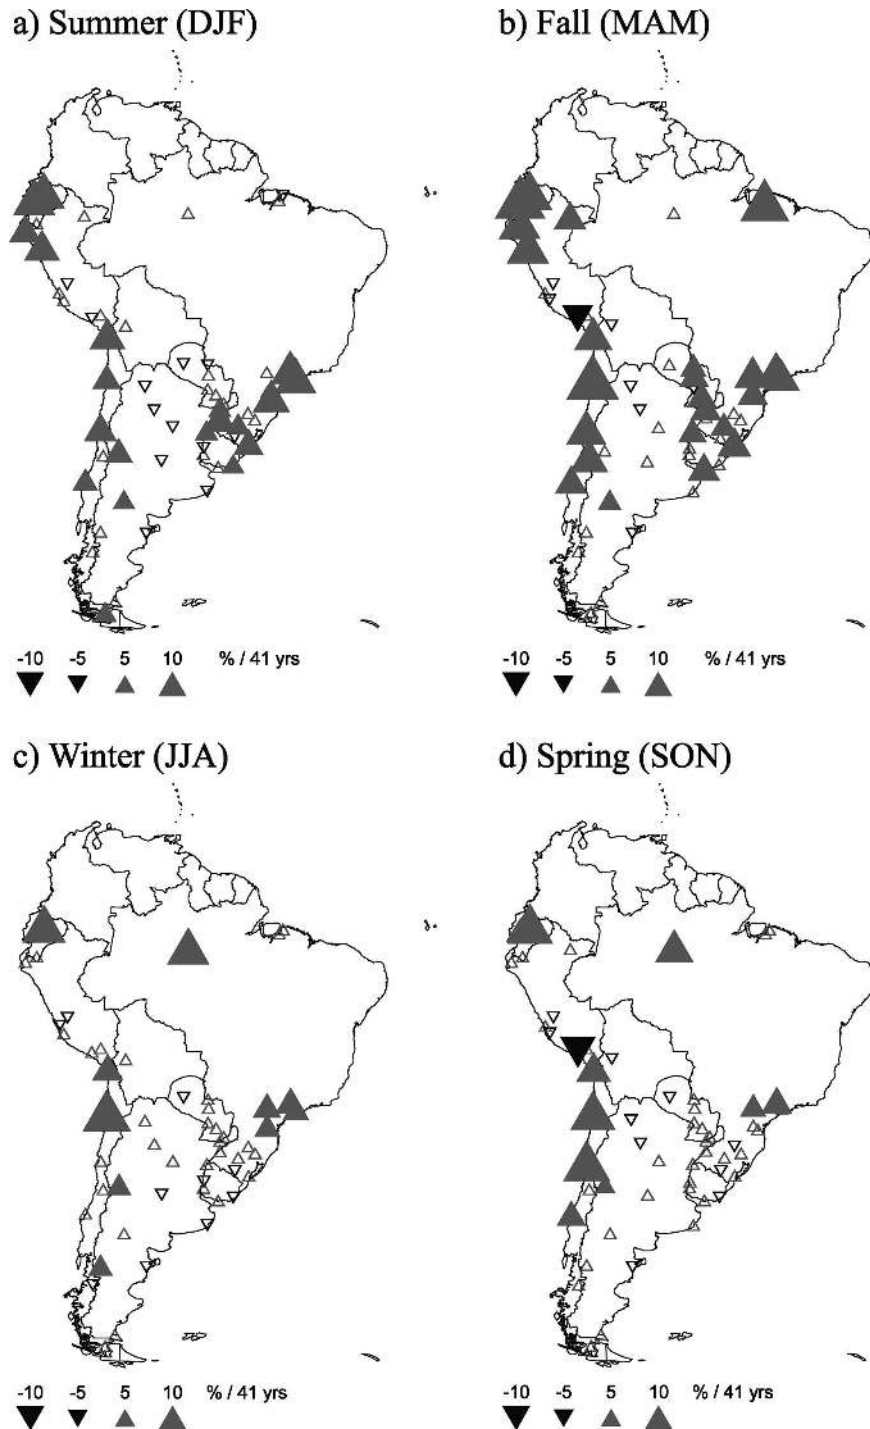 a) Summer (DJF)
b) Fall (MAM)
-10 -5 5 10 % / 41 yrs
-10 -5 5 10 % / 41 yrs
c) Winter (JJA)
d) Spring (SON)
-10 -5 5 10 % / 41 yrs
-10 -5 5 10 % / 41 yrs